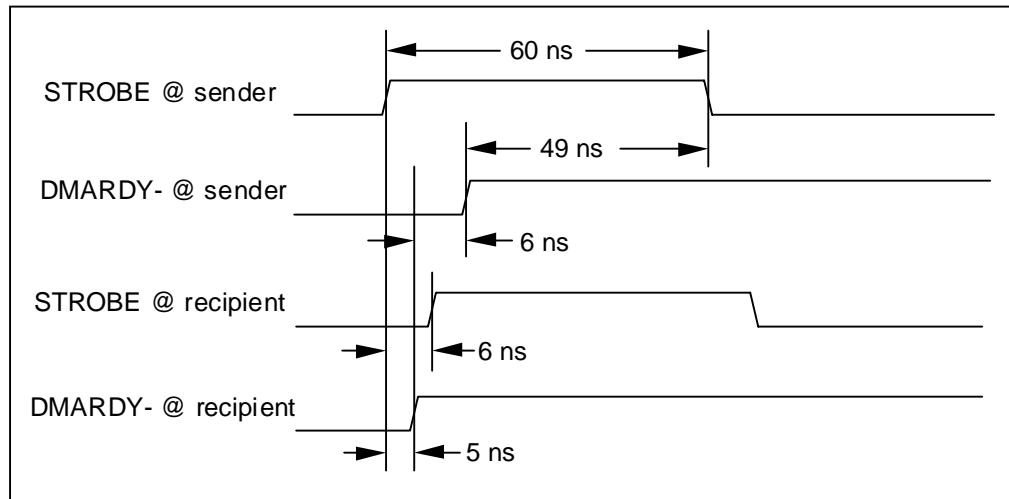 60 ns
STROBE @ sender
49 ns
DMARDY- @ sender
6 ns
STROBE @ recipient
6 ns
DMARDY- @ recipient
5 ns